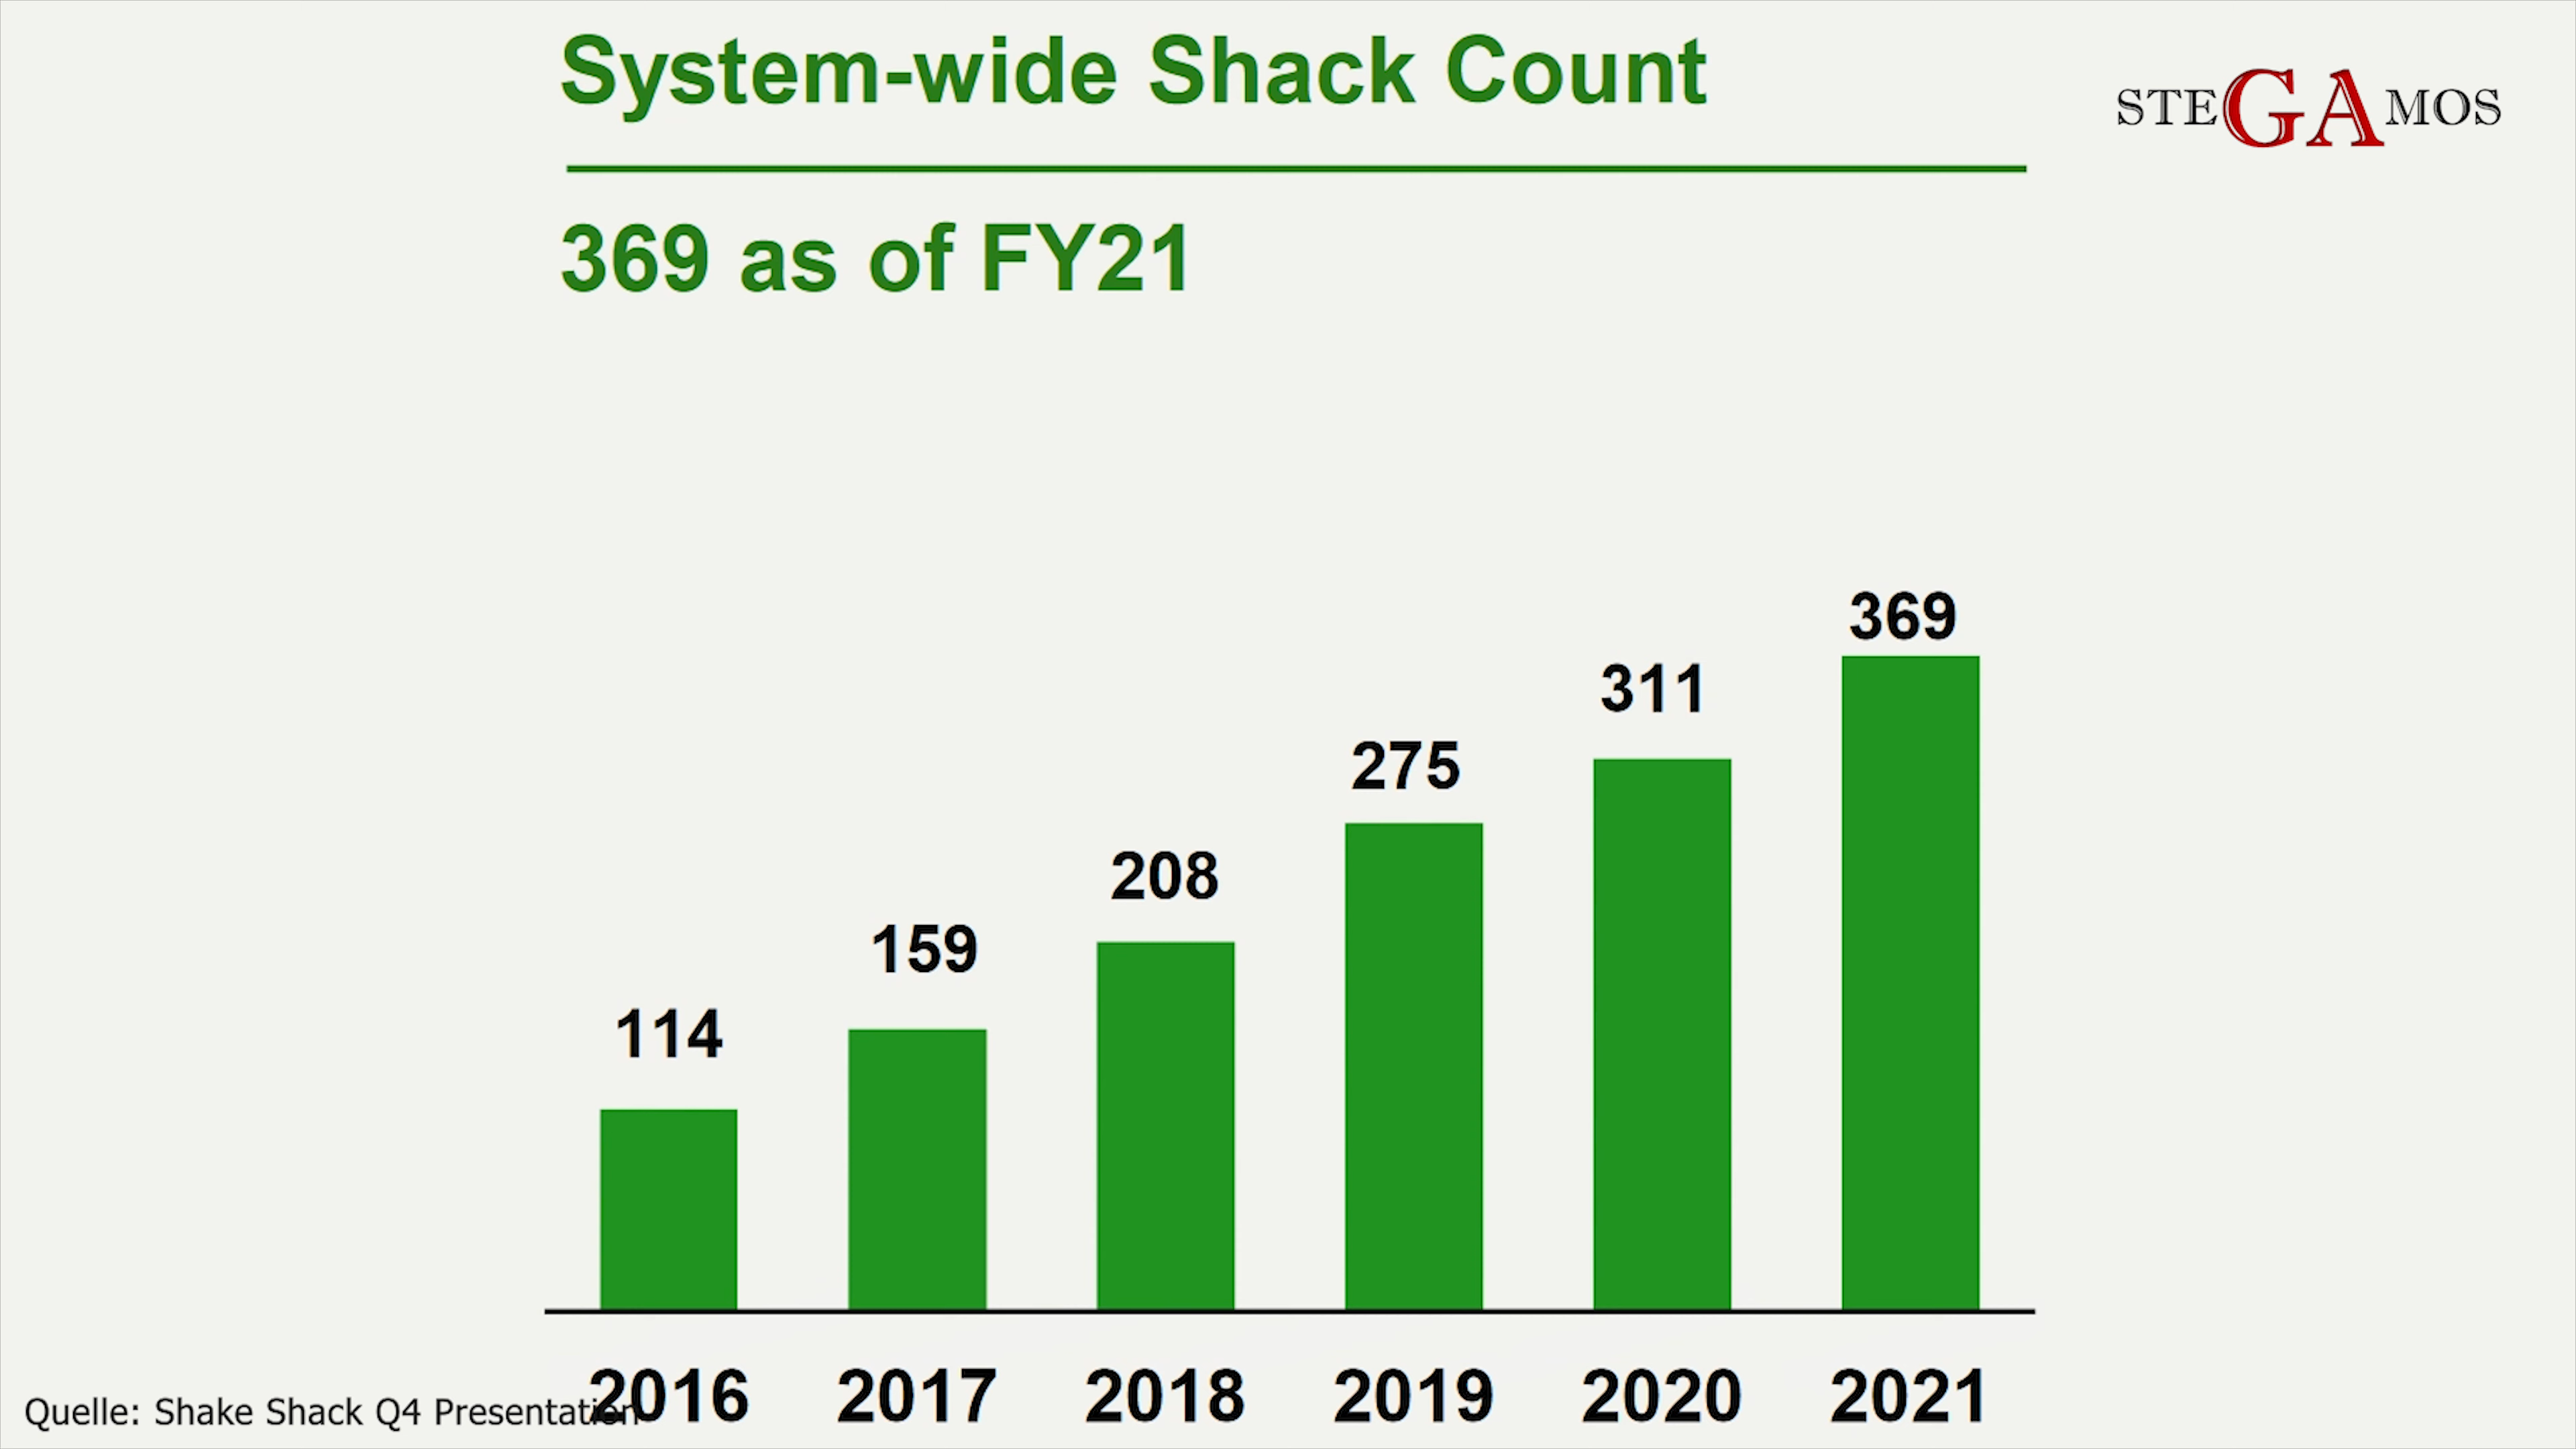 System-wide Shack Count
STEGAMOS
369 as of FY21
369
311
275
208
159
114
2016 2017 2018 2019 2020 2021
Quelle: Shake Shack Q4 Presentation